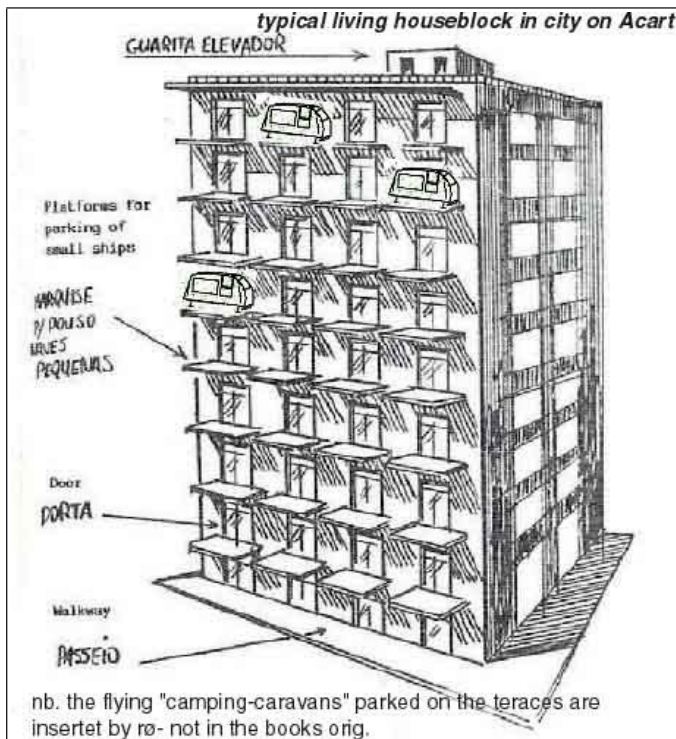 typical living houseblock in city on Acart
GUARITA ELEVADOR
Platforms for
parking of
small ships
MARQUISE
P/ POUSO
NAVES
PEQUENAS
Door
PORTA
Walkway
PASSEIO
nb. the flying "camping-caravans" parked on the teraces are
insertet by rø- not in the books orig.